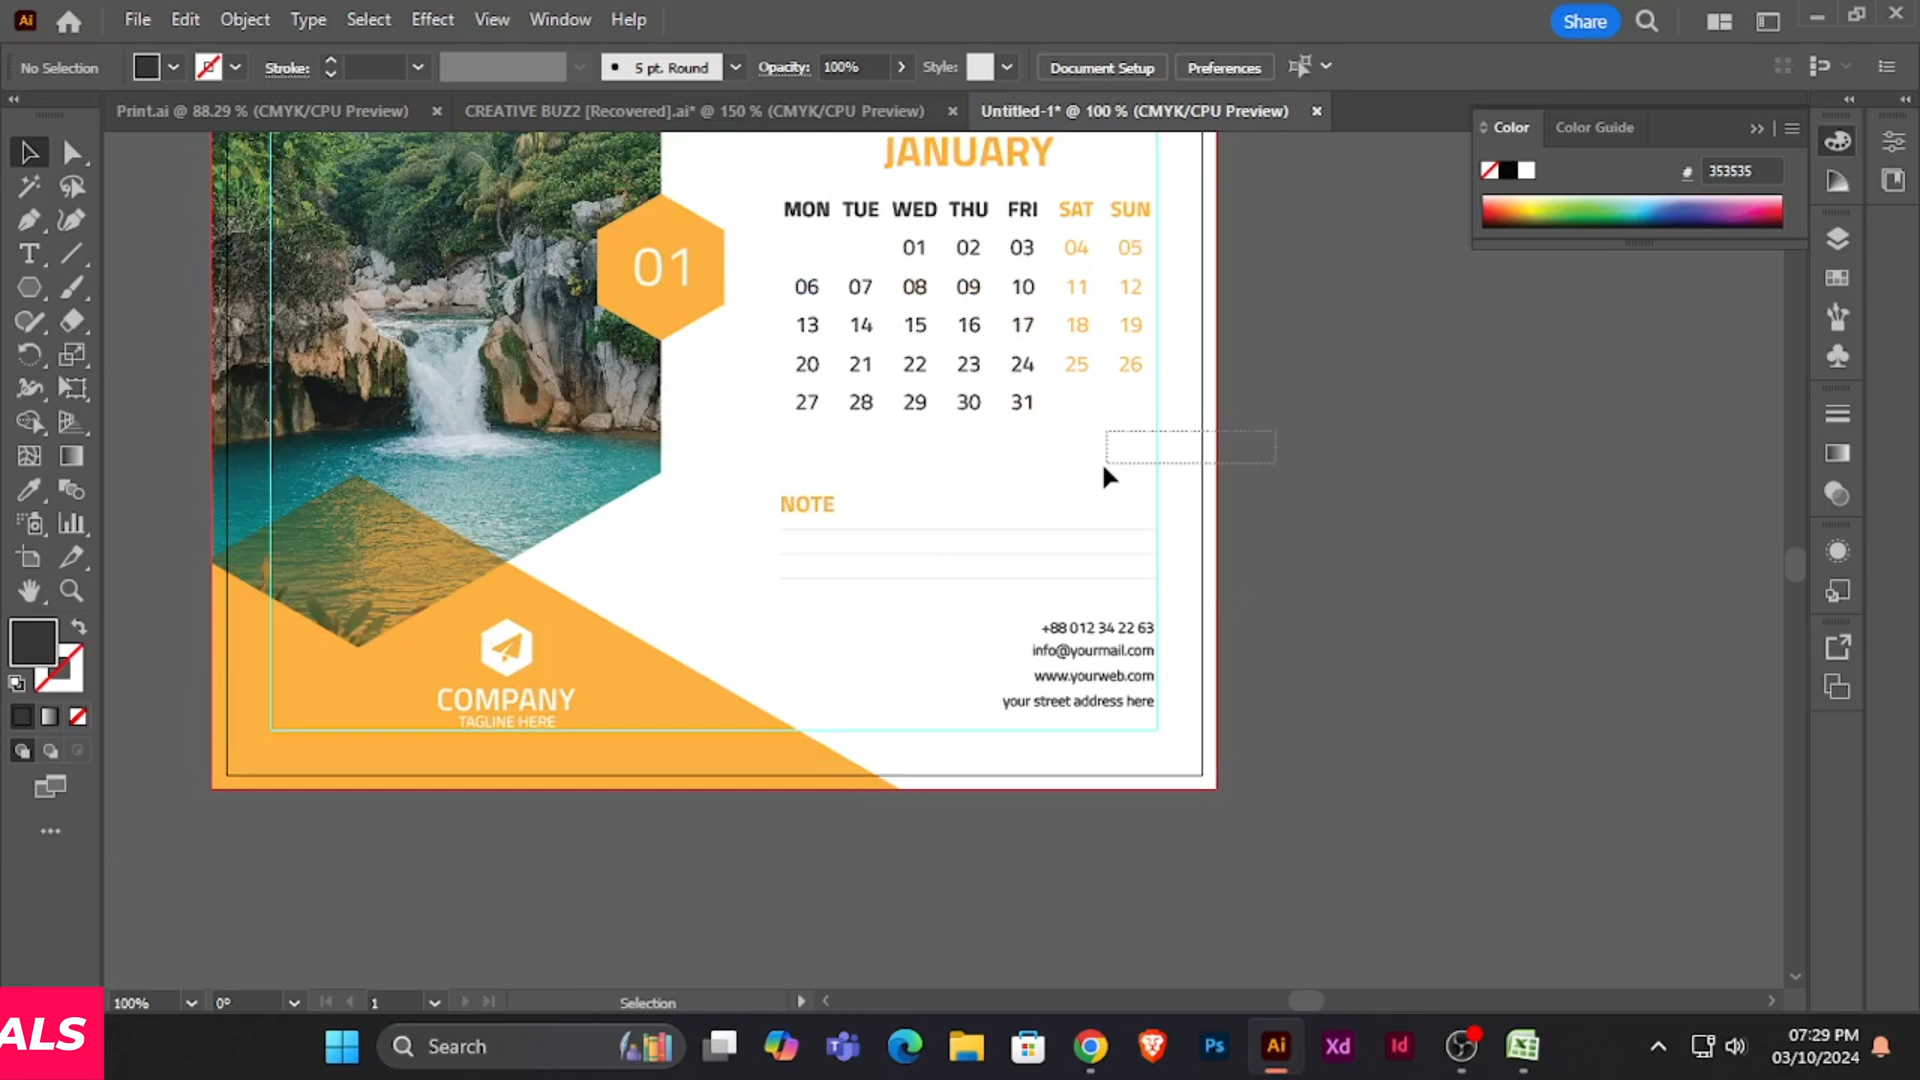 Ai File Edit Object Type Select Effect View Window Help Share
No Selection Stroke: 5 pt. Round Opacity: 100% Style: Document Setup Preferences
Print.ai @ 88.29 % (CMYK/CPU Preview) CREATIVE BUZ2 [Recovered].ai* @ 150 % (CMYK/CPU Preview) Untitled-1* @ 100 % (CMYK/CPU Preview)
Color Color Guide
# 353535
JANUARY
MON TUE WED THU FRI SAT SUN
01 02 03 04 05
06 07 08 09 10 11 12
13 14 15 16 17 18 19
20 21 22 23 24 25 26
27 28 29 30 31
01
NOTE
+88 012 34 22 63
info@yourmail.com
www.yourweb.com
your street address here
COMPANY
TAGLINE HERE
100% 0° 1 Selection
ALS
Search
Ps Ai Xd Id
07:29 PM
03/10/2024